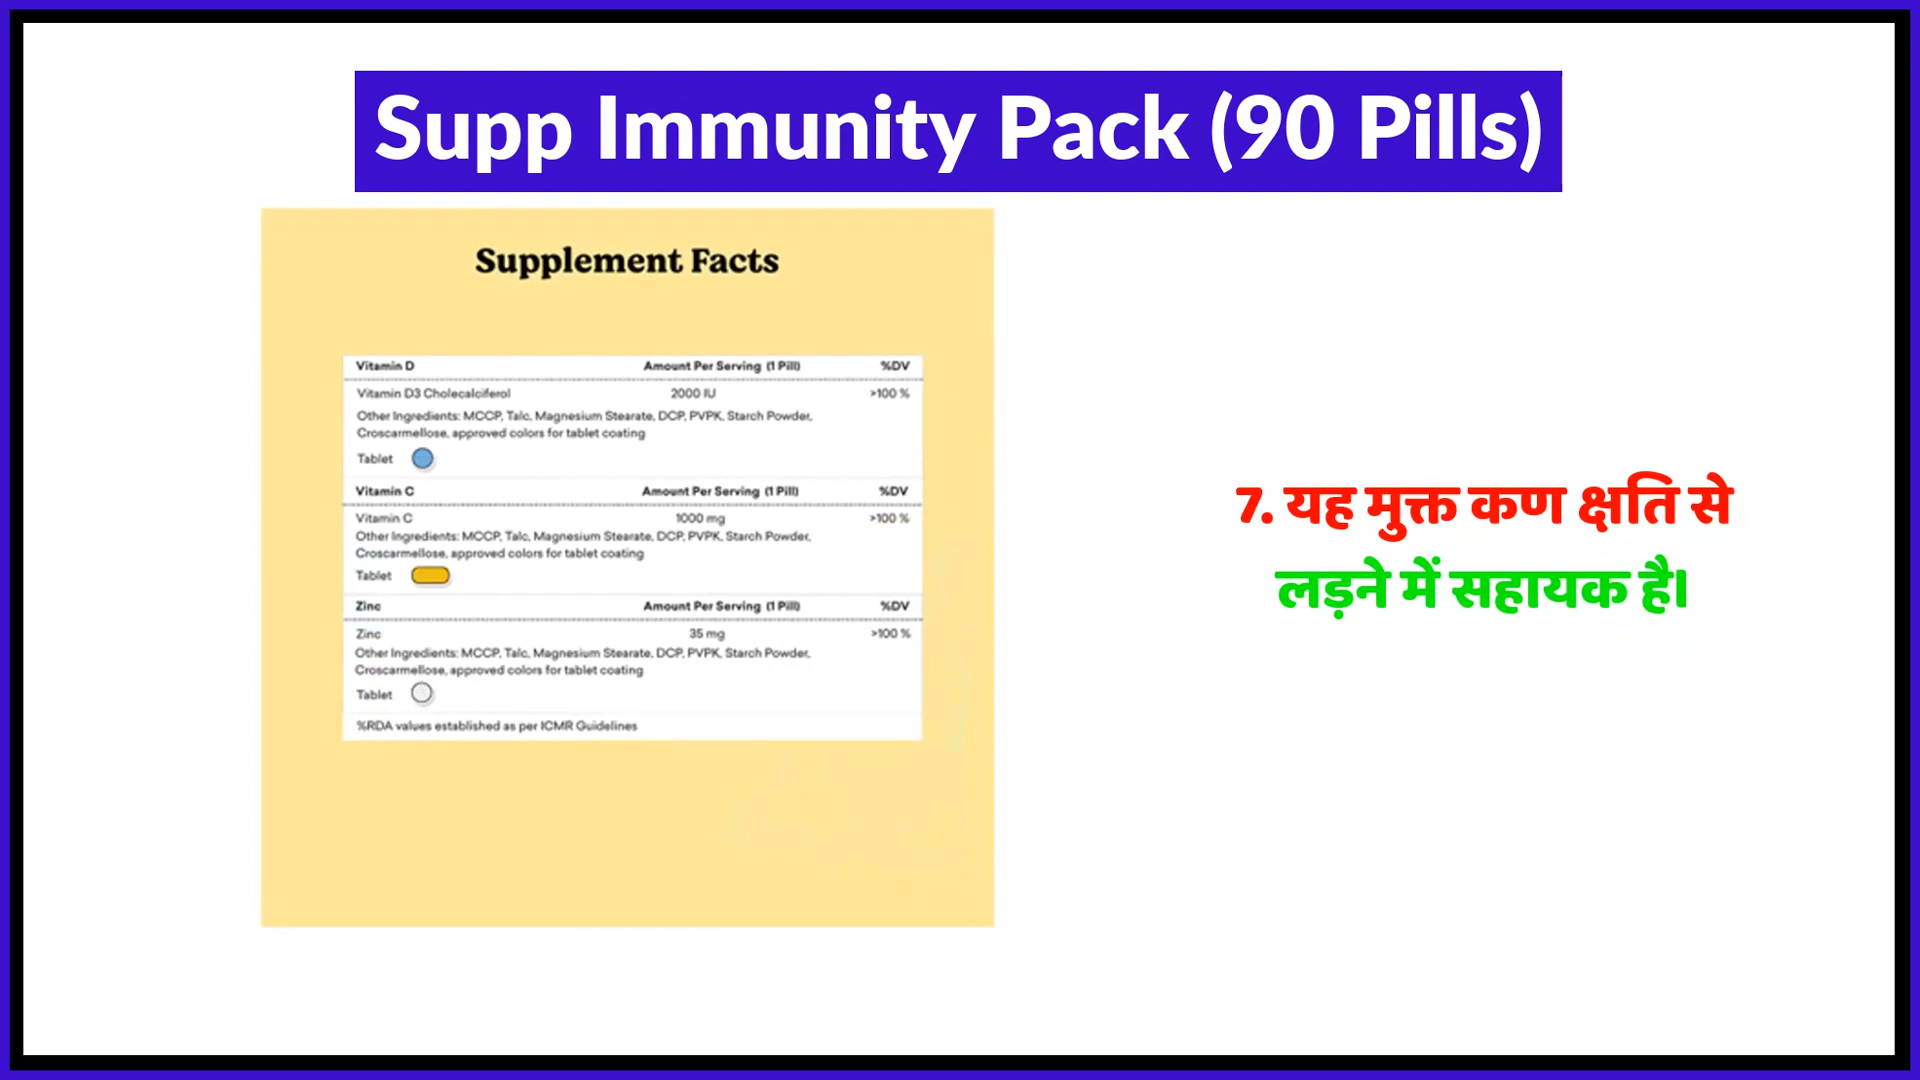 Supp Immunity Pack (90 Pills)
Supplement Facts
Vitamin D Amount Per Serving (1 Pill) %DV
Vitamin D3 Cholecalciferol 2000 IU >100 %
Other Ingredients: MCCP, Talc, Magnesium Stearate, DCP, PVPK, Starch Powder,
Croscarmellose, approved colors for tablet coating
Tablet
Vitamin C Amount Per Serving (1 Pill) %DV
Vitamin C 1000 mg >100 %
Other Ingredients: MCCP, Talc, Magnesium Stearate, DCP, PVPK, Starch Powder,
Croscarmellose, approved colors for tablet coating
Tablet
Zinc Amount Per Serving (1 Pill) %DV
Zinc 35 mg >100 %
Other Ingredients: MCCP, Talc, Magnesium Stearate, DCP, PVPK, Starch Powder,
Croscarmellose, approved colors for tablet coating
Tablet
%RDA values established as per ICMR Guidelines
7. यह मुक्त कण क्षति से
लड़ने में सहायक है।